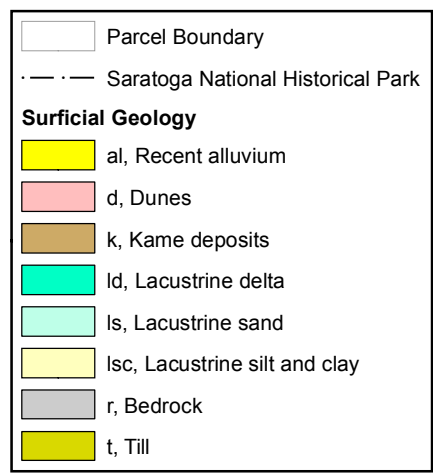 Parcel Boundary
Saratoga National Historical Park
Surficial Geology
al, Recent alluvium
d, Dunes
k, Kame deposits
ld, Lacustrine delta
ls, Lacustrine sand
lsc, Lacustrine silt and clay
r, Bedrock
t, Till